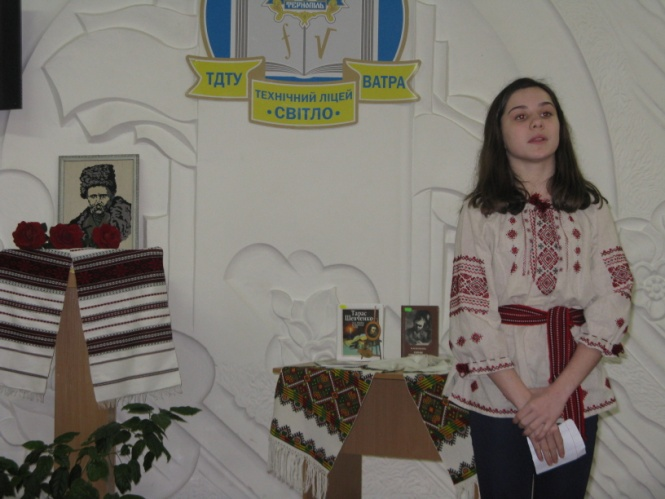 ТЕРНОПІЛЬ
ТДТУ
ВАТРА
ТЕХНІЧНИЙ ЛІЦЕЙ
•СВІТЛО•
Тарас
Шевченко